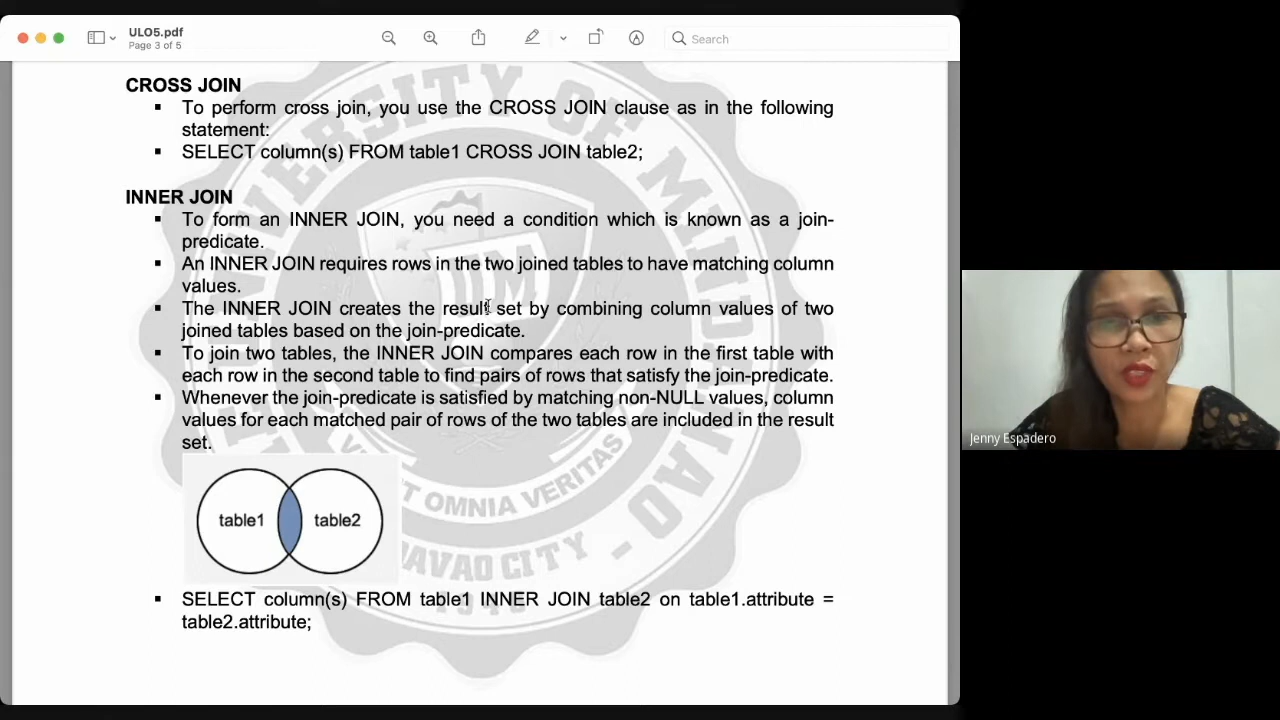 ULO5.pdf
Page 3 of 5
Search
CROSS JOIN
▪ To perform cross join, you use the CROSS JOIN clause as in the following
statement:
▪ SELECT column(s) FROM table1 CROSS JOIN table2;
INNER JOIN
▪ To form an INNER JOIN, you need a condition which is known as a join-
predicate.
▪ An INNER JOIN requires rows in the two joined tables to have matching column
values.
▪ The INNER JOIN creates the result set by combining column values of two
joined tables based on the join-predicate.
▪ To join two tables, the INNER JOIN compares each row in the first table with
each row in the second table to find pairs of rows that satisfy the join-predicate.
▪ Whenever the join-predicate is satisfied by matching non-NULL values, column
values for each matched pair of rows of the two tables are included in the result
set.
table1 table2
▪ SELECT column(s) FROM table1 INNER JOIN table2 on table1.attribute =
table2.attribute;
UNIVERSITY OF MINDANAO
UM
OMNIA VERITAS
DAVAO CITY
Jenny Espadero